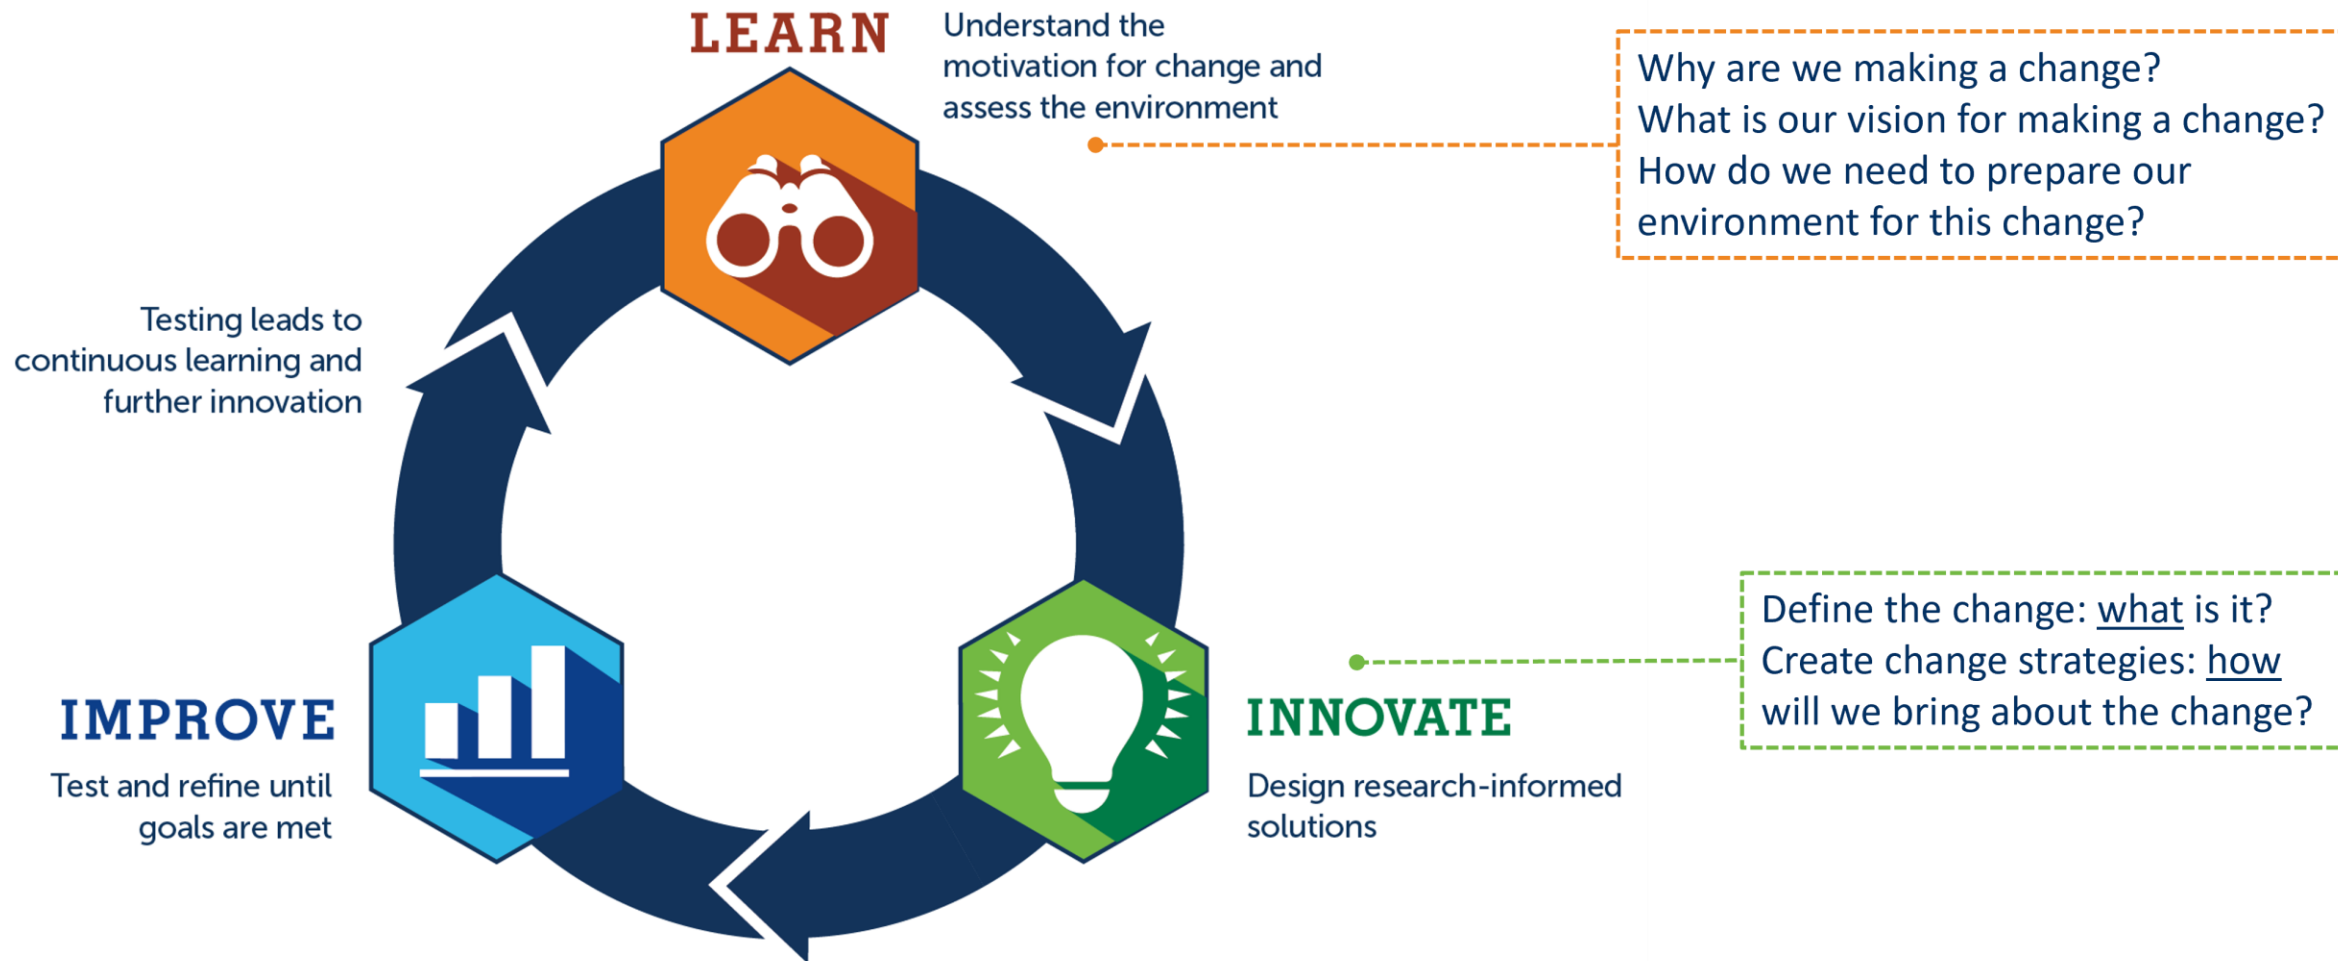 LEARN
Understand the
motivation for change and
assess the environment
Why are we making a change?
What is our vision for making a change?
How do we need to prepare our
environment for this change?
Testing leads to
continuous learning and
further innovation
IMPROVE
Test and refine until
goals are met
INNOVATE
Design research-informed
solutions
Define the change: what is it?
Create change strategies: how
will we bring about the change?